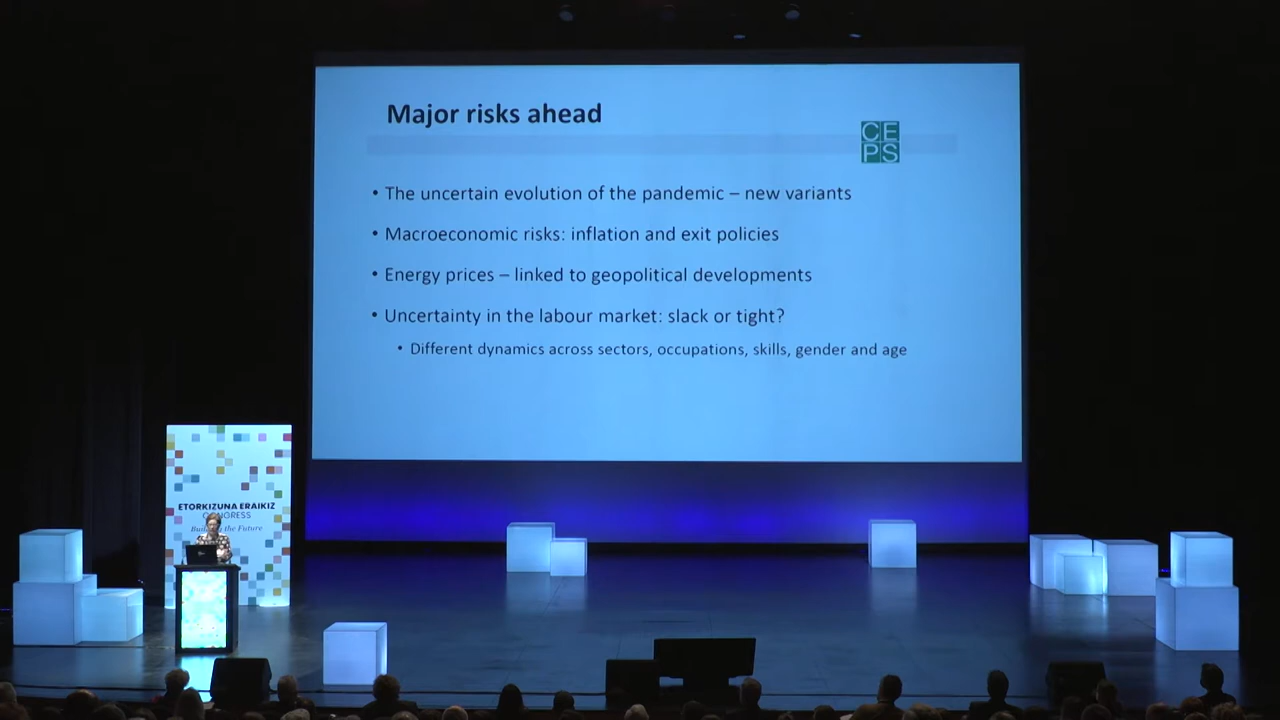 Major risks ahead
CE
PS
• The uncertain evolution of the pandemic – new variants
• Macroeconomic risks: inflation and exit policies
• Energy prices – linked to geopolitical developments
• Uncertainty in the labour market: slack or tight?
• Different dynamics across sectors, occupations, skills, gender and age
ETORKIZUNA ERAIKIZ
the Future